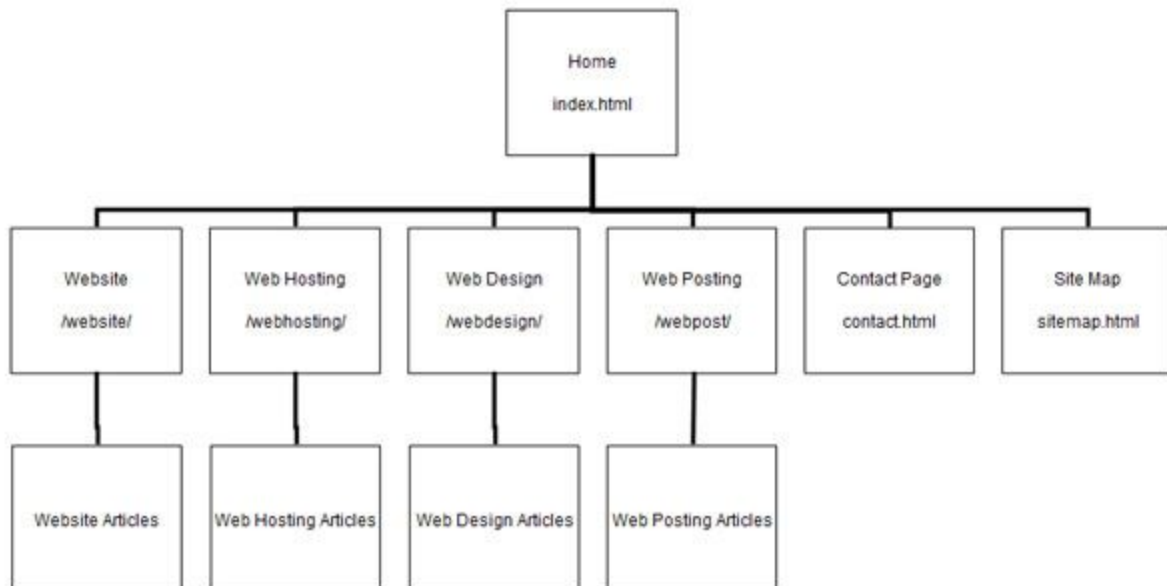 Home
index.html
Website
/website/
Web Hosting
/webhosting/
Web Design
/webdesign/
Web Posting
/webpost/
Contact Page
contact.html
Site Map
sitemap.html
Website Articles
Web Hosting Articles
Web Design Articles
Web Posting Articles